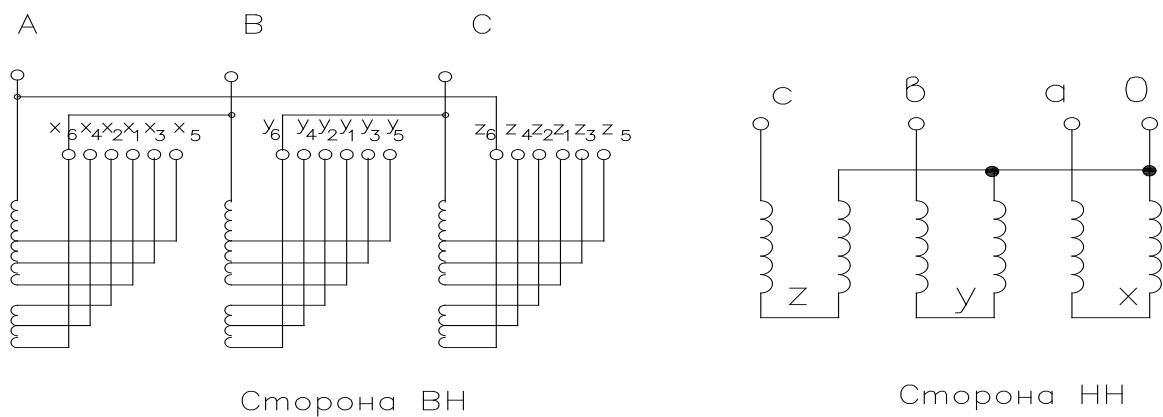 A B C
c в a 0
x6 x4 x2 x1 x3 x5 y6 y4 y2 y1 y3 y5 z6 z4 z2 z1 z3 z5
z y x
Сторона ВН
Сторона НН